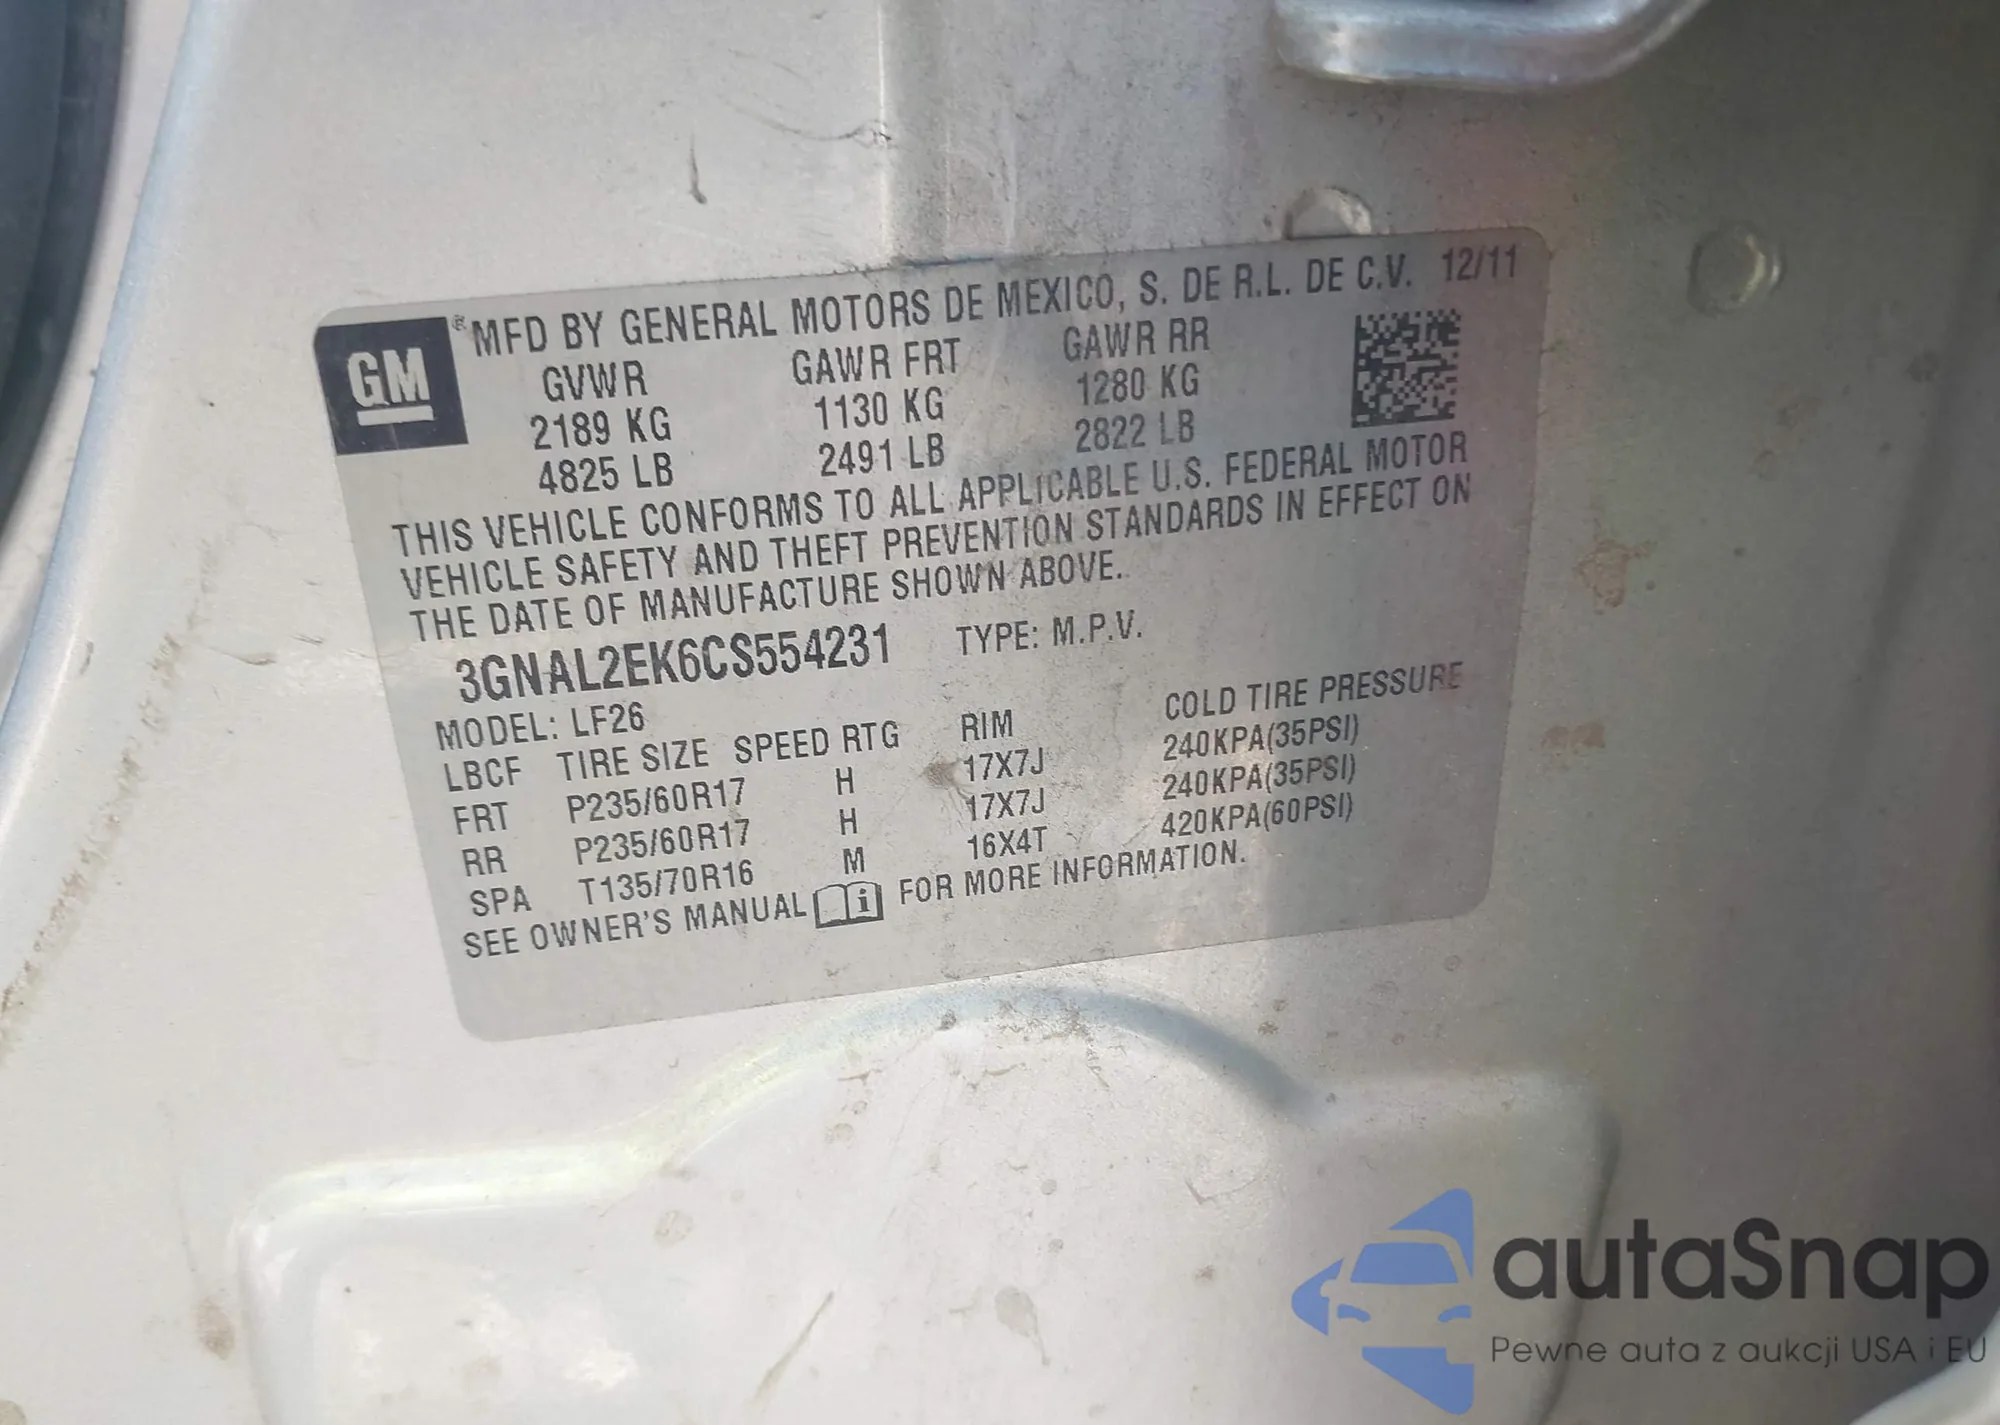 GM ® MFD BY GENERAL MOTORS DE MEXICO, S. DE R.L. DE C.V. 12/11
GVWR GAWR FRT GAWR RR
2189 KG 1130 KG 1280 KG
4825 LB 2491 LB 2822 LB
THIS VEHICLE CONFORMS TO ALL APPLICABLE U.S. FEDERAL MOTOR
VEHICLE SAFETY AND THEFT PREVENTION STANDARDS IN EFFECT ON
THE DATE OF MANUFACTURE SHOWN ABOVE.
3GNAL2EK6CS554231 TYPE: M.P.V.
MODEL: LF26
LBCF TIRE SIZE SPEED RTG RIM COLD TIRE PRESSURE
FRT P235/60R17 H 17X7J 240KPA(35PSI)
RR P235/60R17 H 17X7J 240KPA(35PSI)
SPA T135/70R16 M 16X4T 420KPA(60PSI)
SEE OWNER'S MANUAL i FOR MORE INFORMATION.
autaSnap
Pewne auta z aukcji USA i EU